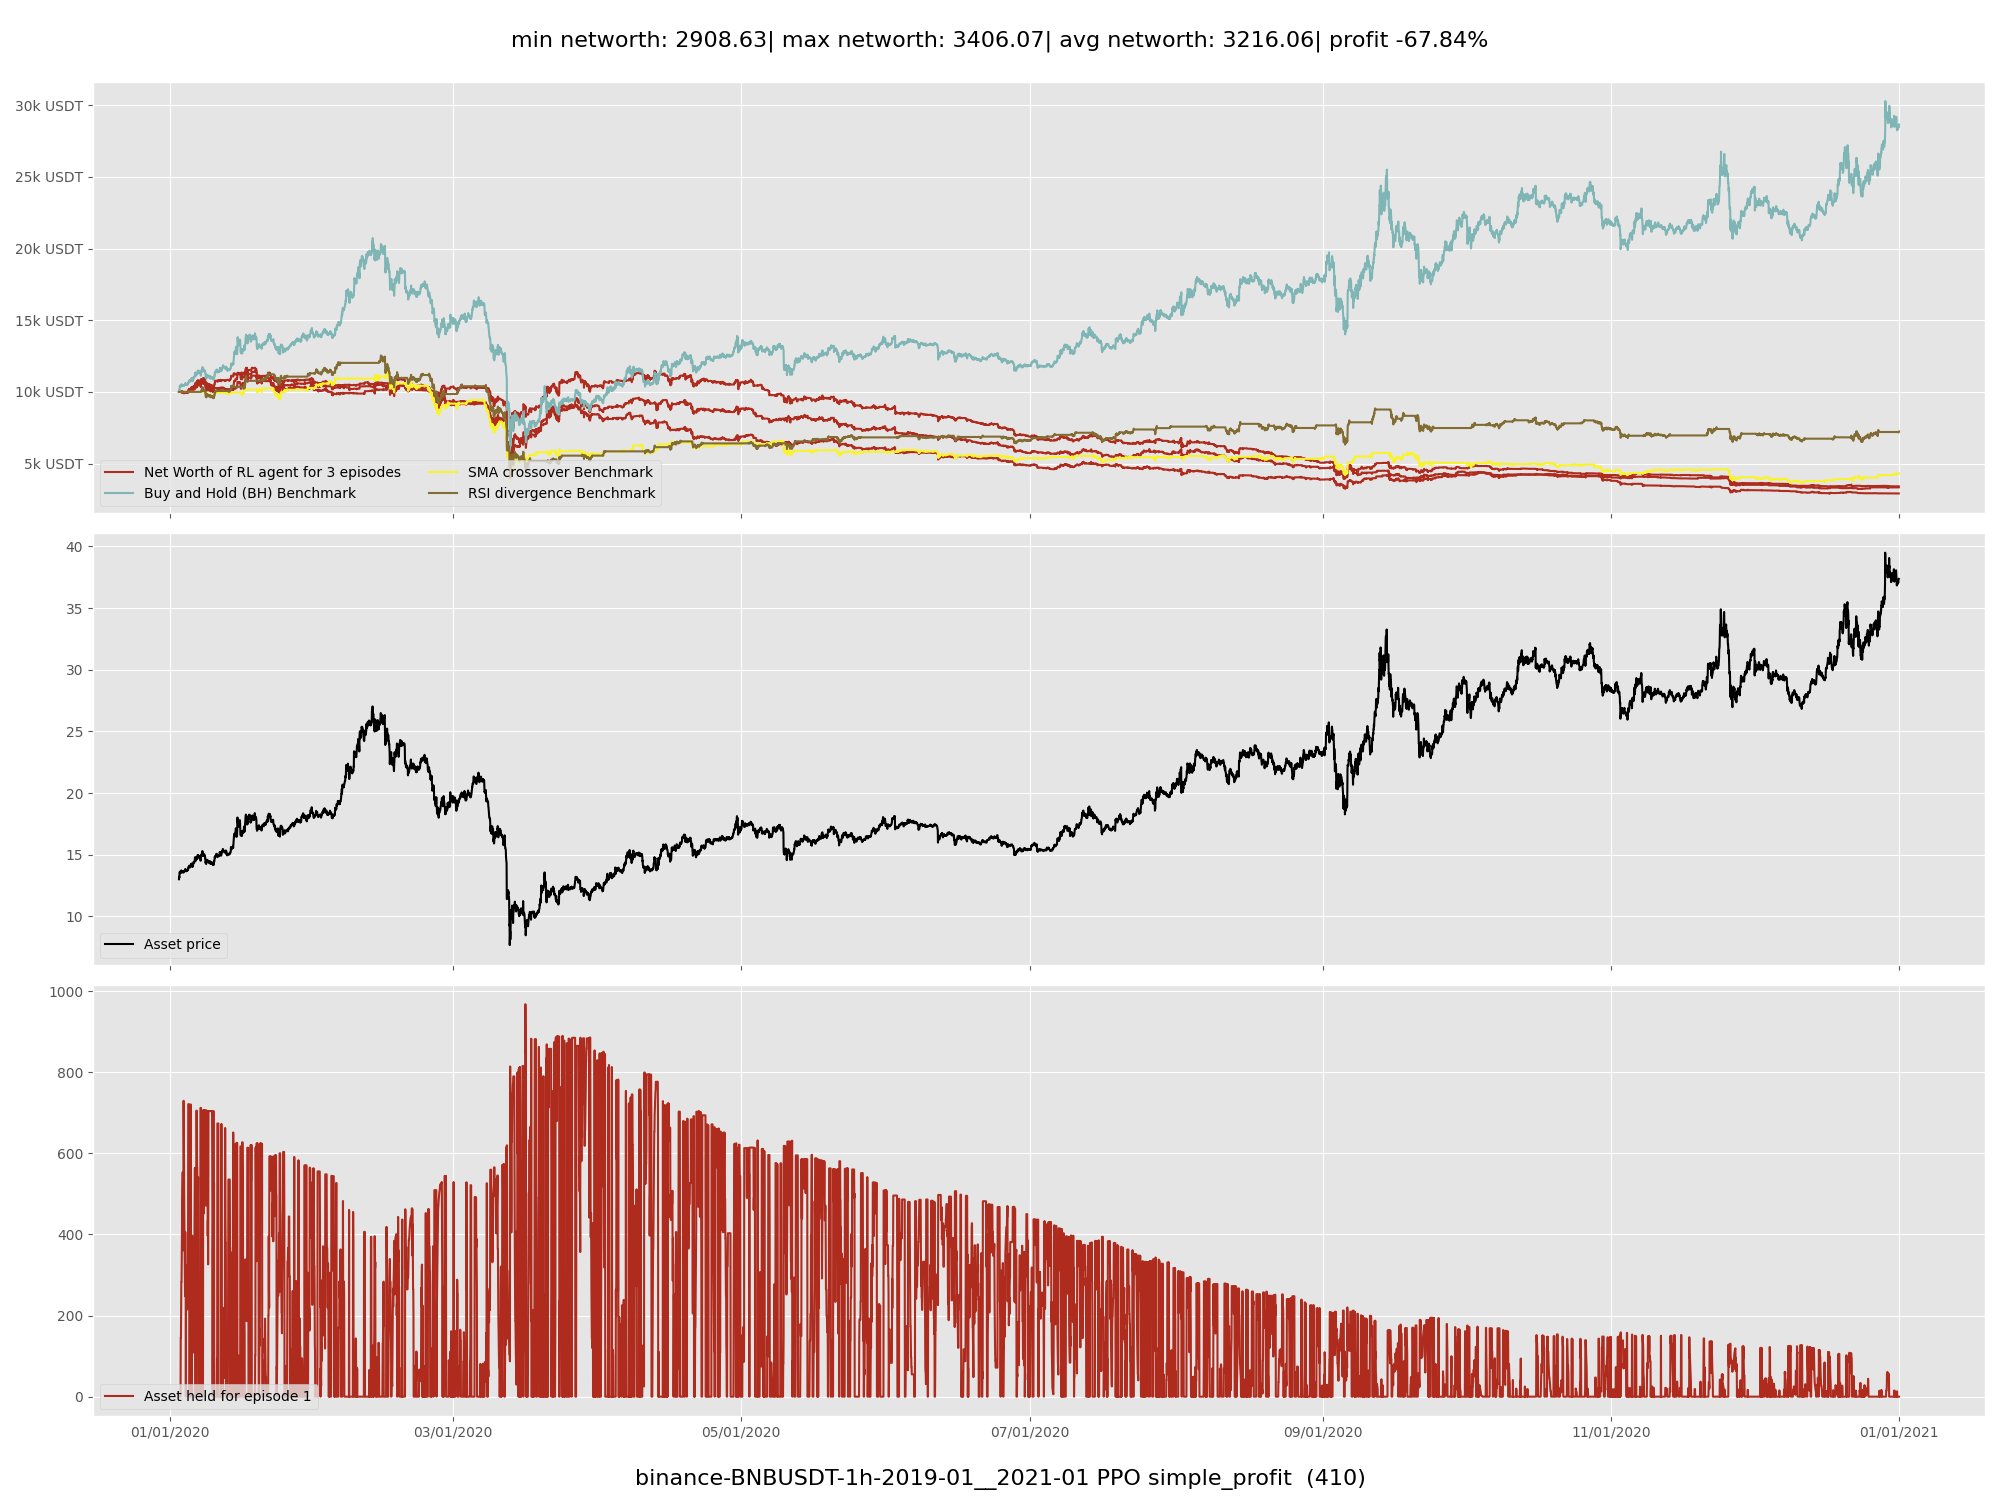 min networth: 2908.63| max networth: 3406.07| avg networth: 3216.06| profit -67.84%
30k USDT
25k USDT
20k USDT
15k USDT
10k USDT
5k USDT
Net Worth of RL agent for 3 episodes
Buy and Hold (BH) Benchmark
SMA crossover Benchmark
RSI divergence Benchmark
40
35
30
25
20
15
10
Asset price
1000
800
600
400
200
0
Asset held for episode 1
01/01/2020 03/01/2020 05/01/2020 07/01/2020 09/01/2020 11/01/2020 01/01/2021
binance-BNBUSDT-1h-2019-01__2021-01 PPO simple_profit (410)